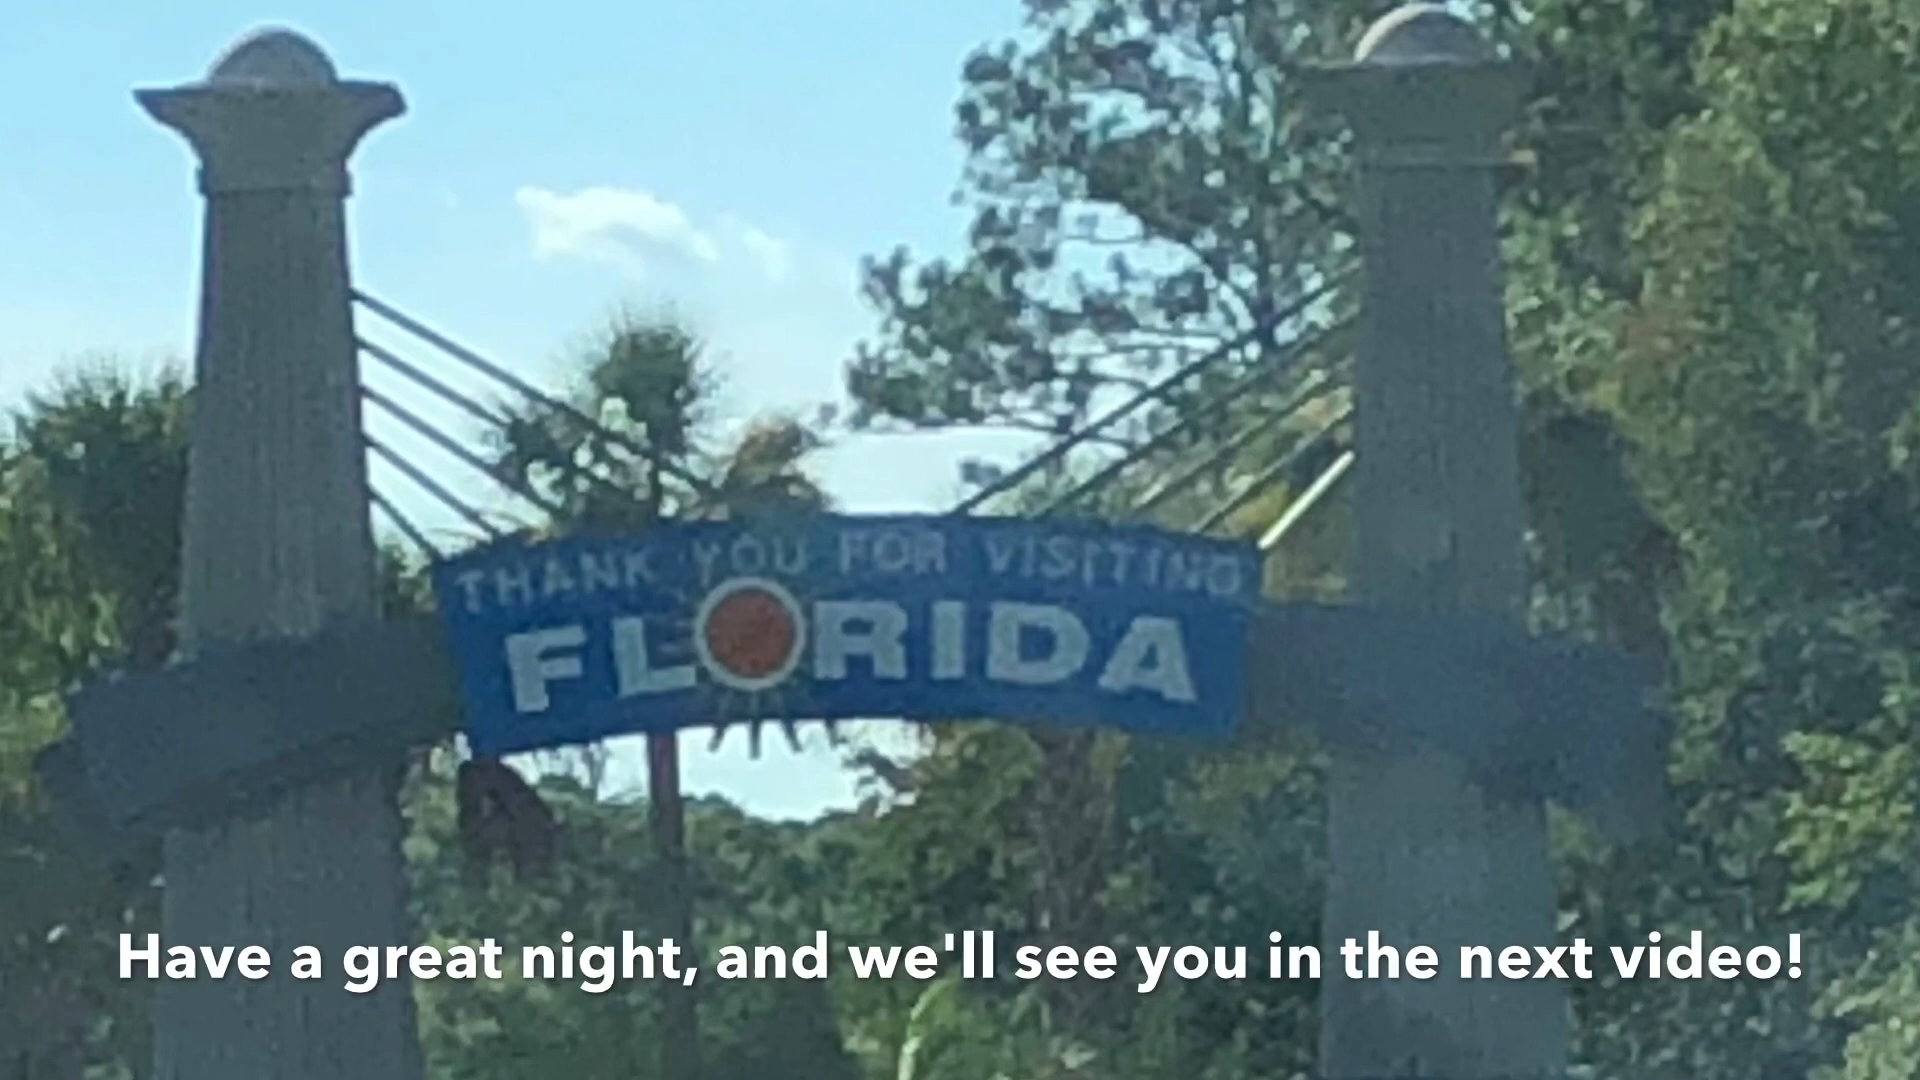 THANK YOU FOR VISITING
FLORIDA
Have a great night, and we'll see you in the next video!